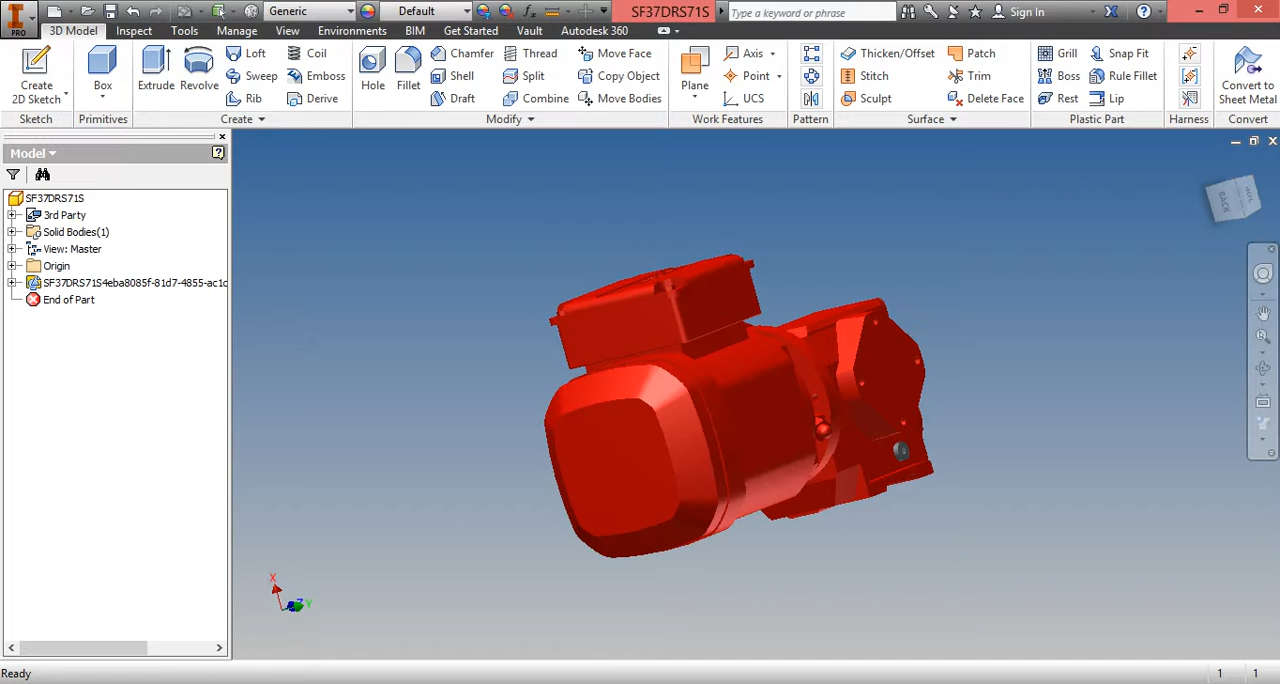 PRO
Generic
Default
SF37DRS71S
Type a keyword or phrase
Sign In
3D Model Inspect Tools Manage View Environments BIM Get Started Vault Autodesk 360
Create
2D Sketch
Sketch
Box
Primitives
Extrude
Revolve
Loft
Sweep
Rib
Coil
Emboss
Derive
Create
Hole
Fillet
Chamfer
Shell
Draft
Thread
Split
Combine
Move Face
Copy Object
Move Bodies
Modify
Plane
Axis
Point
UCS
Work Features
Pattern
Thicken/Offset
Stitch
Sculpt
Patch
Trim
Delete Face
Surface
Grill
Boss
Rest
Snap Fit
Rule Fillet
Lip
Plastic Part
Harness
Convert to
Sheet Metal
Convert
Model
SF37DRS71S
3rd Party
Solid Bodies(1)
View: Master
Origin
SF37DRS71S4eba8085f-81d7-4855-ac1c
End of Part
BACK
X
Z Y
Ready
1 1